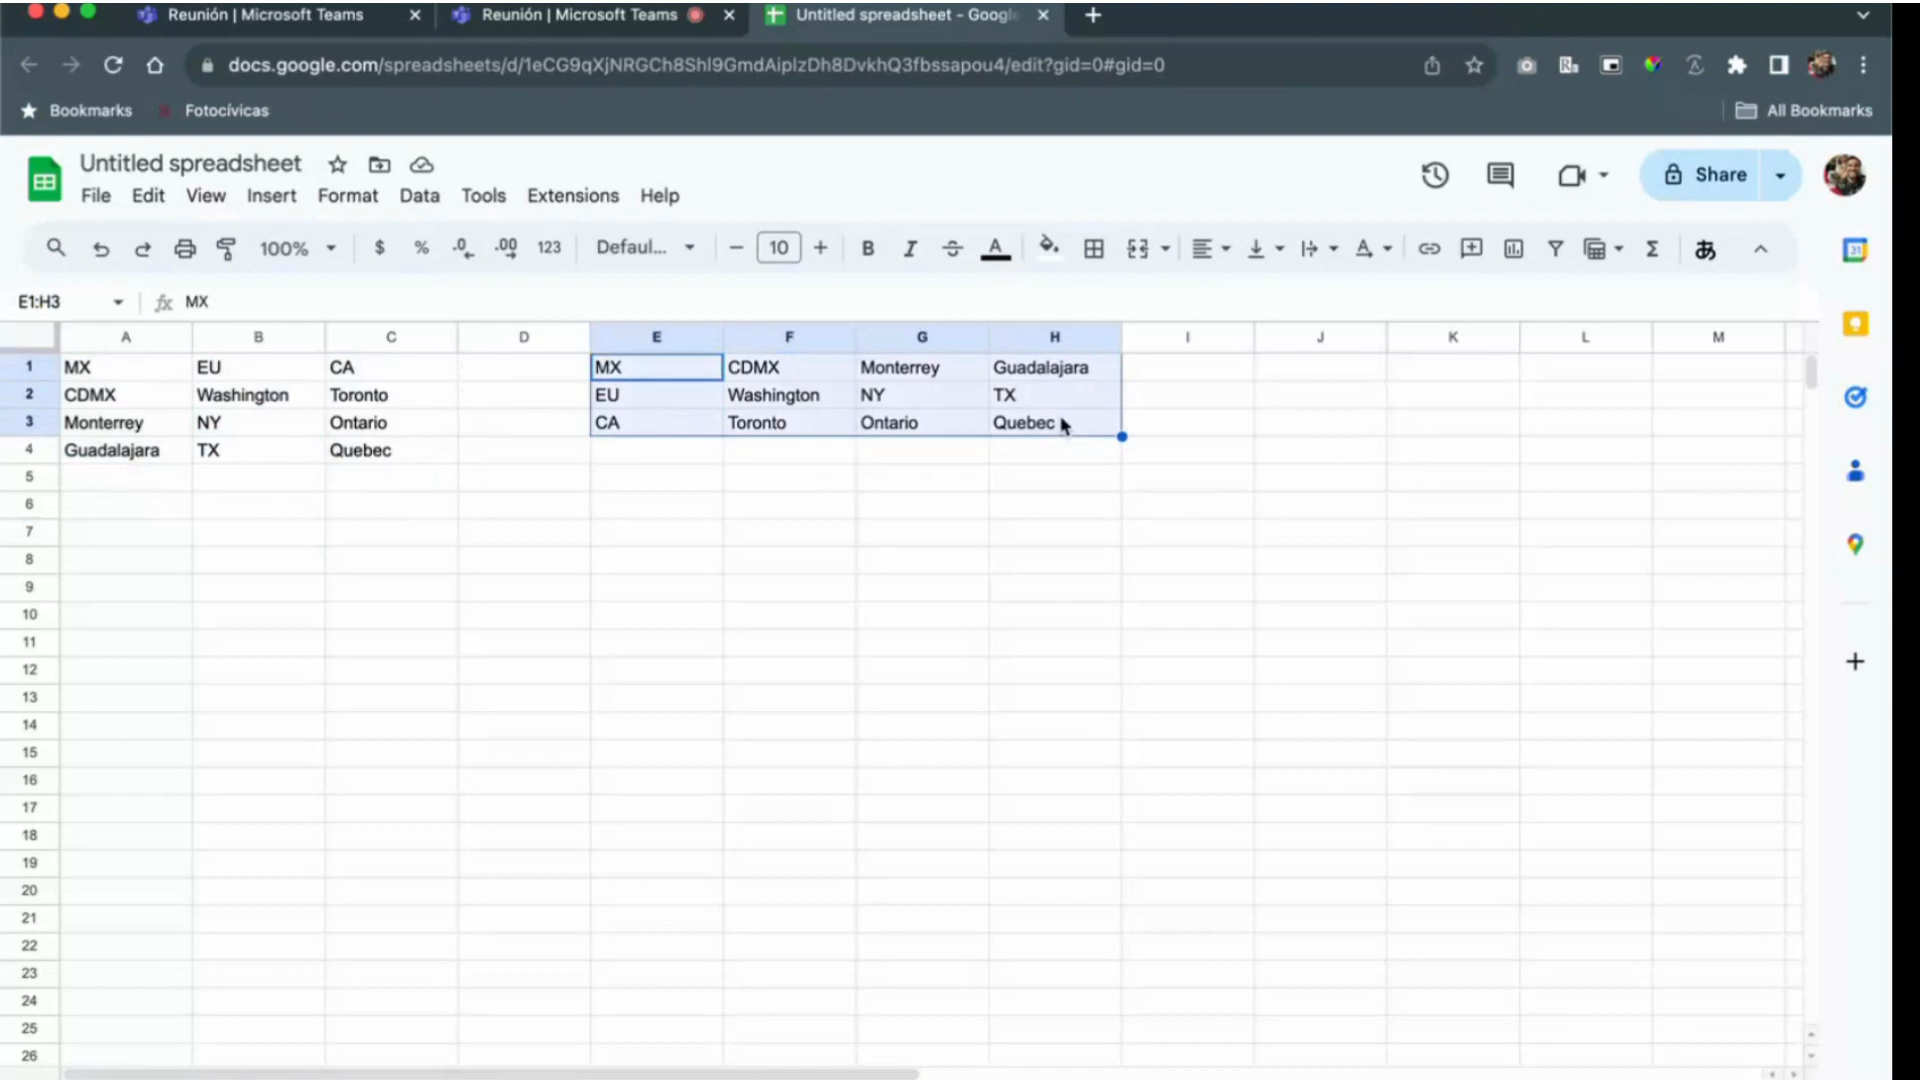 Reunión | Microsoft Teams
Reunión | Microsoft Teams
Untitled spreadsheet - Goog
docs.google.com/spreadsheets/d/1eCG9qXjNRGCh8Shl9GmdAiplzDh8DvkhQ3fbssapou4/edit?gid=0#gid=0
Bookmarks
Fotocívicas
All Bookmarks
Untitled spreadsheet
File Edit View Insert Format Data Tools Extensions Help
Share
100% $ % .0 .00 123 Defaul... 10 B I S A Σ あ
31
E1:H3 fx MX
A B C D E F G H I J K L M
1 MX EU CA MX CDMX Monterrey Guadalajara
2 CDMX Washington Toronto EU Washington NY TX
3 Monterrey NY Ontario CA Toronto Ontario Quebec
4 Guadalajara TX Quebec
5
6
7
8
9
10
11
12
13
14
15
16
17
18
19
20
21
22
23
24
25
26